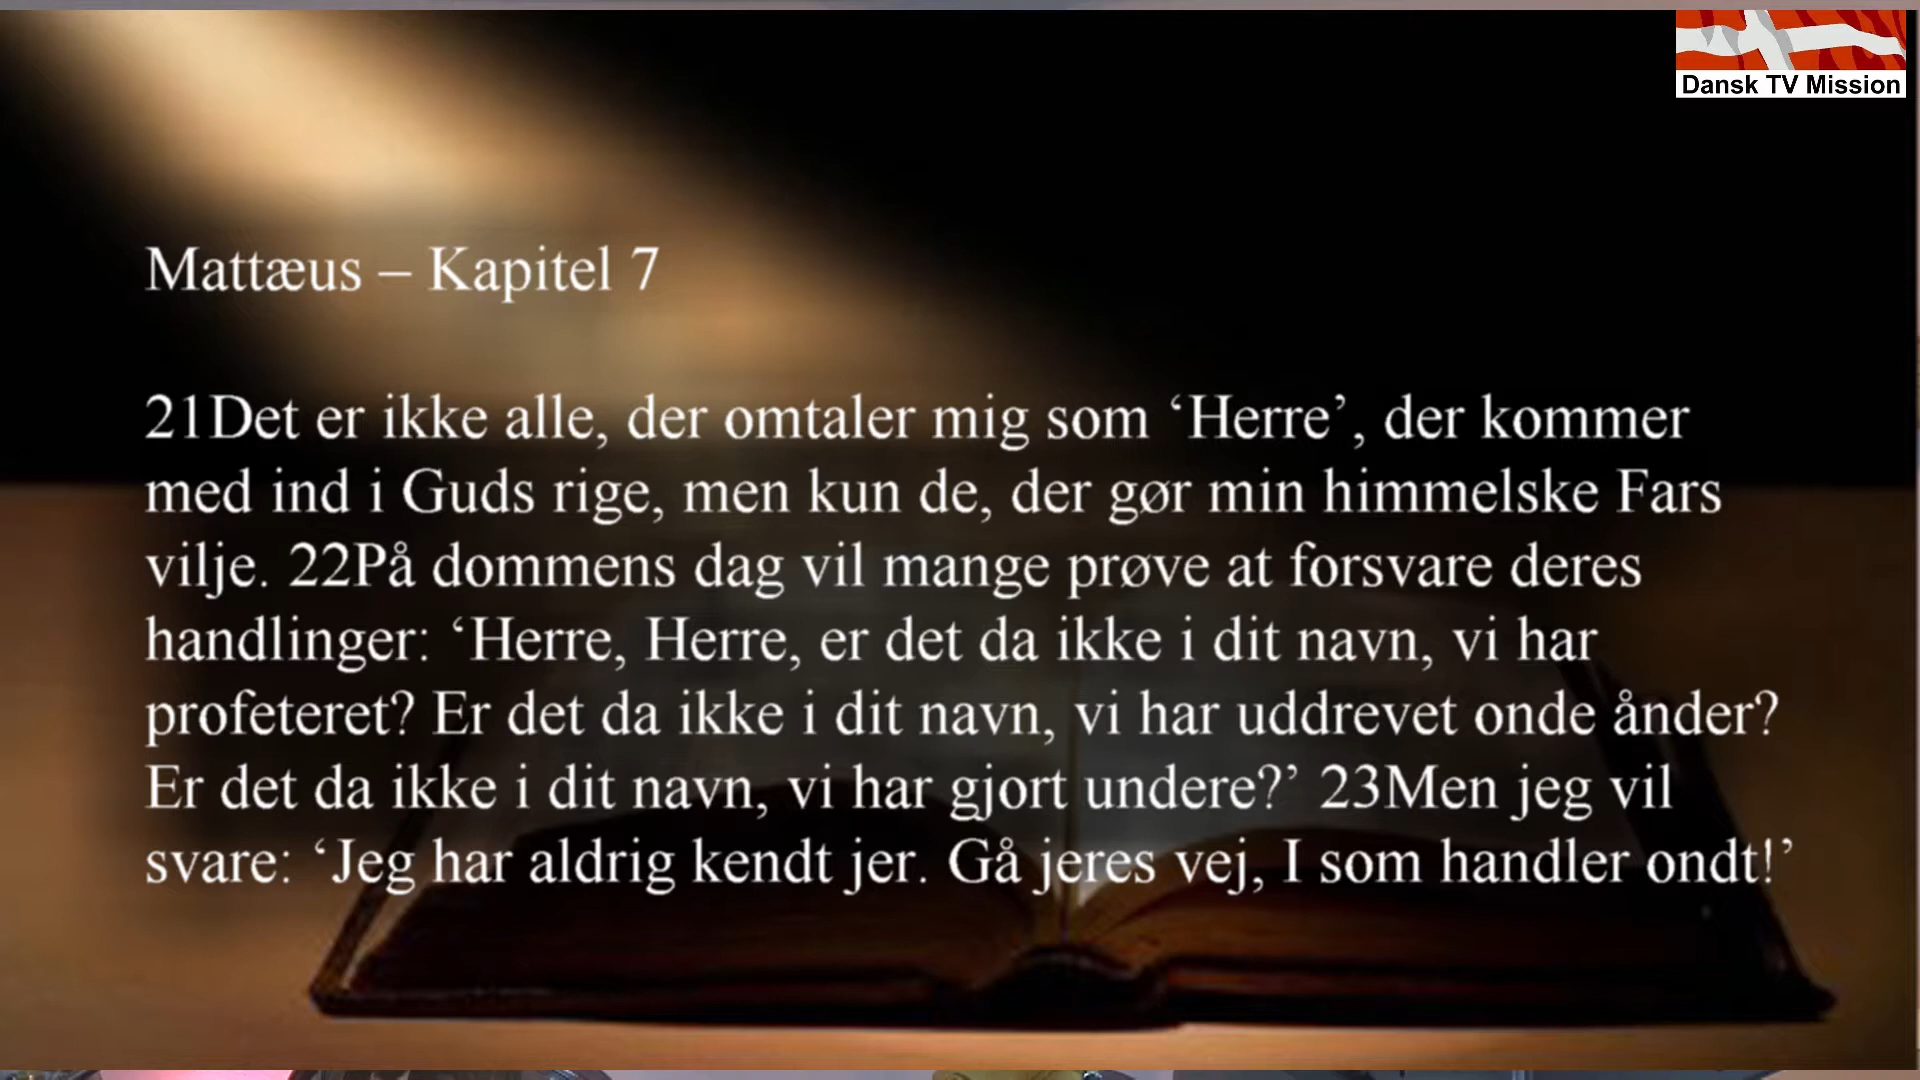 Dansk TV Mission
Mattæus – Kapitel 7
21Det er ikke alle, der omtaler mig som ‘Herre’, der kommer
med ind i Guds rige, men kun de, der gør min himmelske Fars
vilje. 22På dommens dag vil mange prøve at forsvare deres
handlinger: ‘Herre, Herre, er det da ikke i dit navn, vi har
profeteret? Er det da ikke i dit navn, vi har uddrevet onde ånder?
Er det da ikke i dit navn, vi har gjort undere?’ 23Men jeg vil
svare: ‘Jeg har aldrig kendt jer. Gå jeres vej, I som handler ondt!’